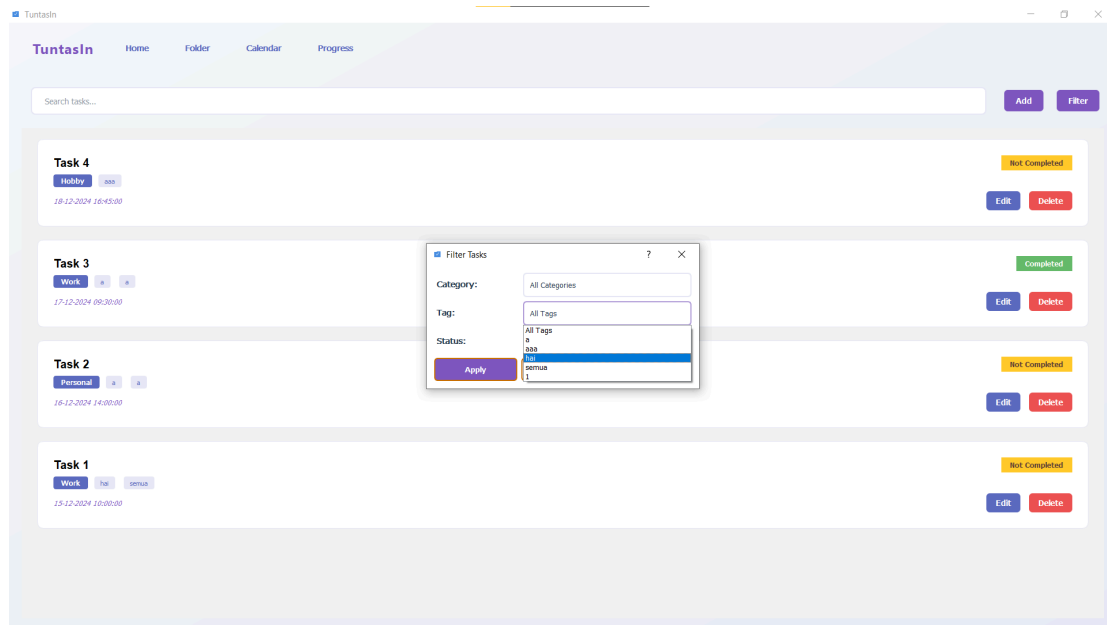 TuntasIn
TuntasIn Home Folder Calendar Progress
Search tasks...
Add Filter
Task 4
Not Completed
Hobby aaa
18-12-2024 16:45:00
Edit Delete
Task 3
Completed
Work a a
17-12-2024 09:30:00
Edit Delete
Task 2
Not Completed
Personal a a
16-12-2024 14:00:00
Edit Delete
Task 1
Not Completed
Work hai semua
15-12-2024 10:00:00
Edit Delete
Filter Tasks ?
Category: All Categories
Tag: All Tags
All Tags
a
aaa
hai
semua
1
Status:
Apply